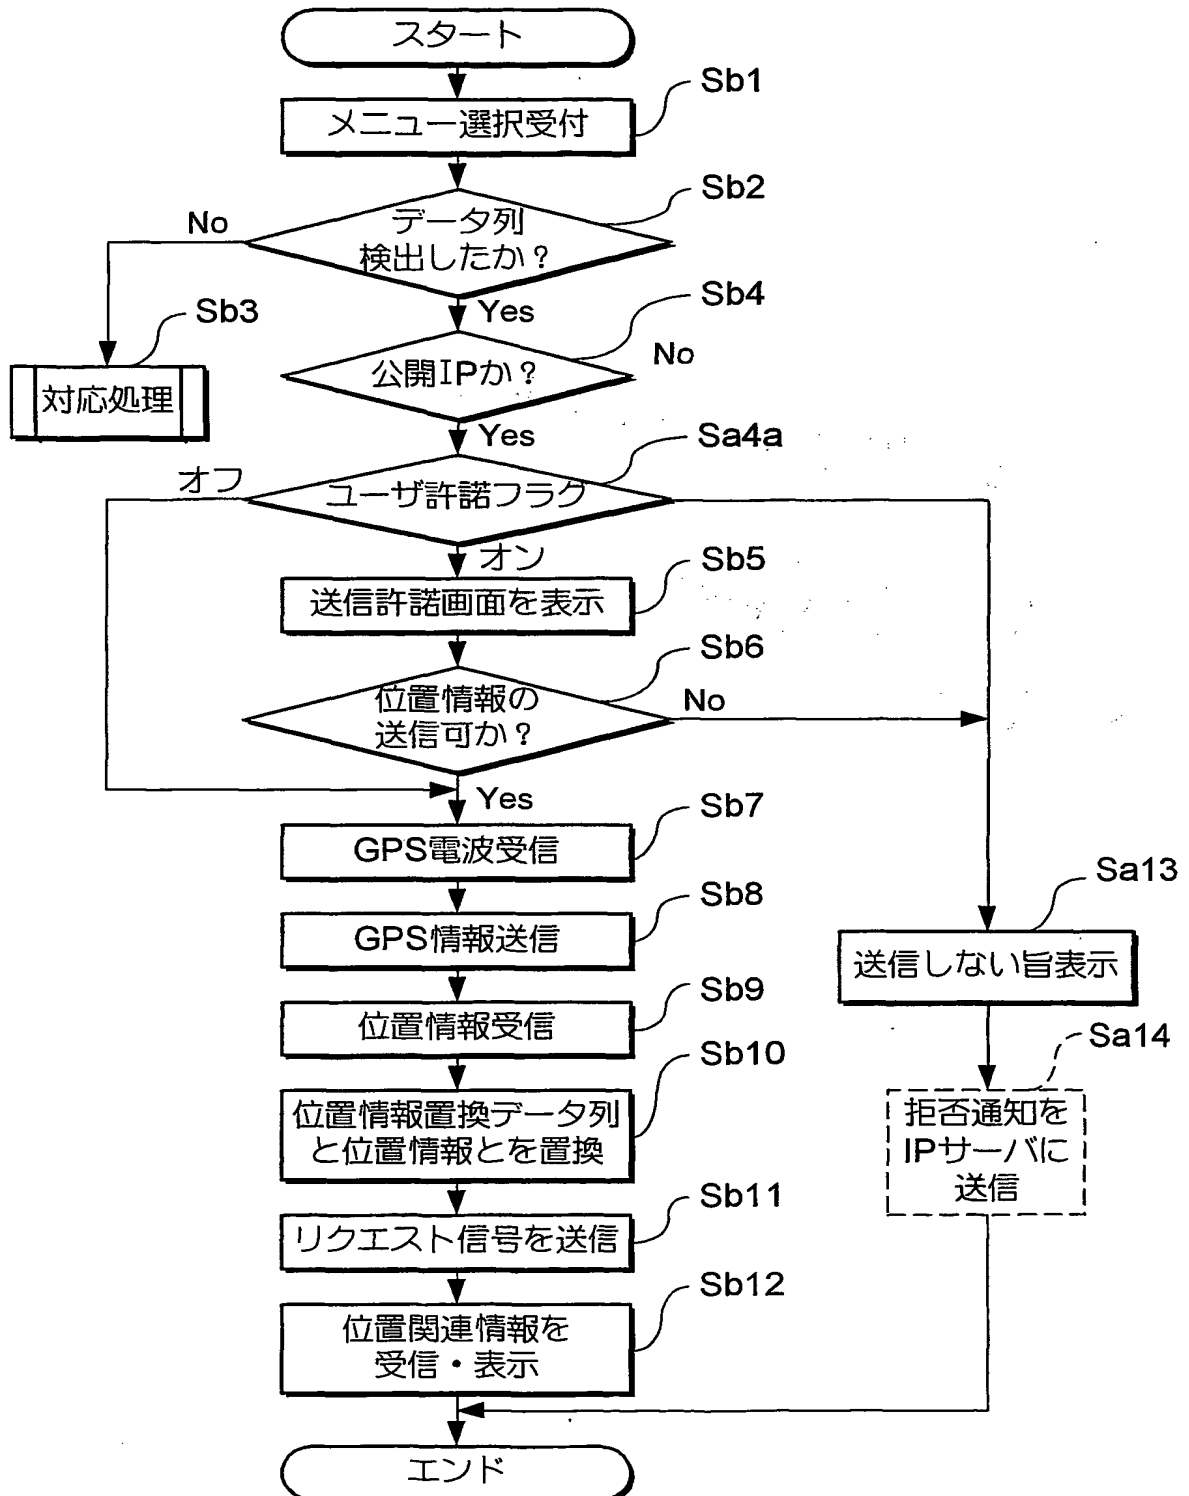 スタート
Sb1
メニュー選択受付
Sb2
No
データ列
検出したか？
Sb4
Yes
Sb3
公開IPか？
No
対応処理
Yes
Sa4a
オフ
ユーザ許諾フラグ
オン
Sb5
送信許諾画面を表示
Sb6
位置情報の
送信可か？
No
Yes
Sb7
GPS電波受信
Sb8
GPS情報送信
Sa13
送信しない旨表示
Sb9
位置情報受信
Sb10
Sa14
位置情報置換データ列
と位置情報とを置換
拒否通知を
IPサーバに
送信
Sb11
リクエスト信号を送信
Sb12
位置関連情報を
受信・表示
エンド